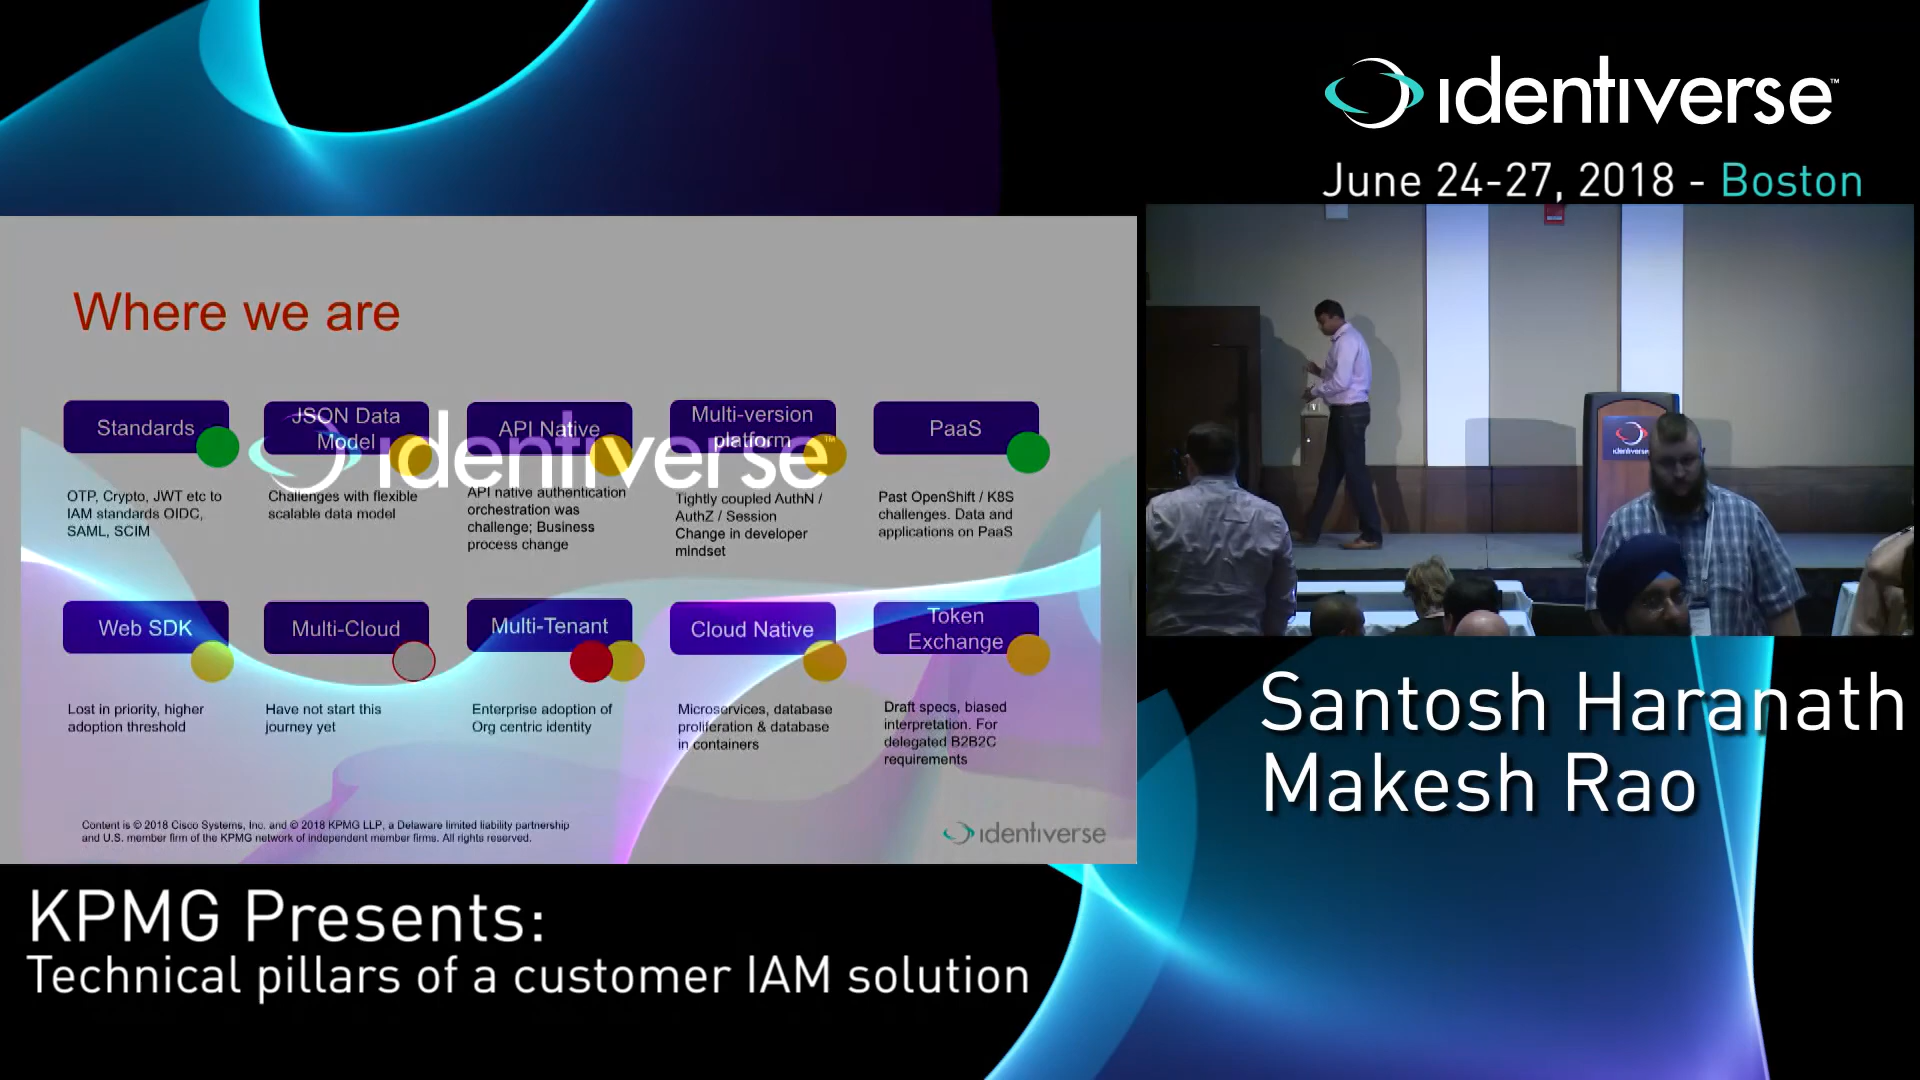 identiverse™
June 24-27, 2018 - Boston
Where we are
Standards
JSON Data
Model
API Native
Multi-version
platform
PaaS
identiverse™
OTP, Crypto, JWT etc to
IAM standards OIDC,
SAML, SCIM
Challenges with flexible
scalable data model
API native authentication
orchestration was
challenge; Business
process change
Tightly coupled AuthN /
AuthZ / Session
Change in developer
mindset
Past OpenShift / K8S
challenges. Data and
applications on PaaS
Web SDK
Multi-Cloud
Multi-Tenant
Cloud Native
Token
Exchange
Lost in priority, higher
adoption threshold
Have not start this
journey yet
Enterprise adoption of
Org centric identity
Microservices, database
proliferation & database
in containers
Draft specs, biased
interpretation. For
delegated B2B2C
requirements
Content is © 2018 Cisco Systems, Inc. and © 2018 KPMG LLP, a Delaware limited liability partnership
and U.S. member firm of the KPMG network of independent member firms. All rights reserved.
identiverse
identiverse
Santosh Haranath
Makesh Rao
KPMG Presents:
Technical pillars of a customer IAM solution